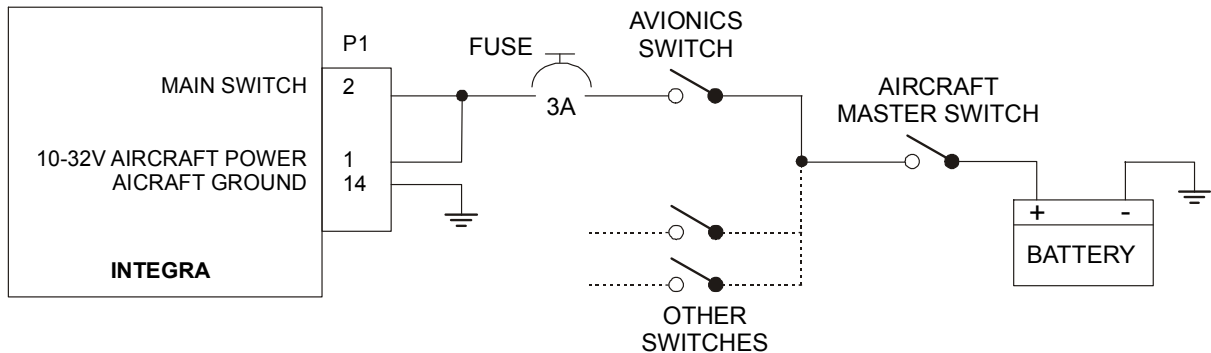 P1
MAIN SWITCH 2
10-32V AIRCRAFT POWER 1
AICRAFT GROUND 14
INTEGRA
FUSE
3A
AVIONICS
SWITCH
AIRCRAFT
MASTER SWITCH
+ -
BATTERY
OTHER
SWITCHES